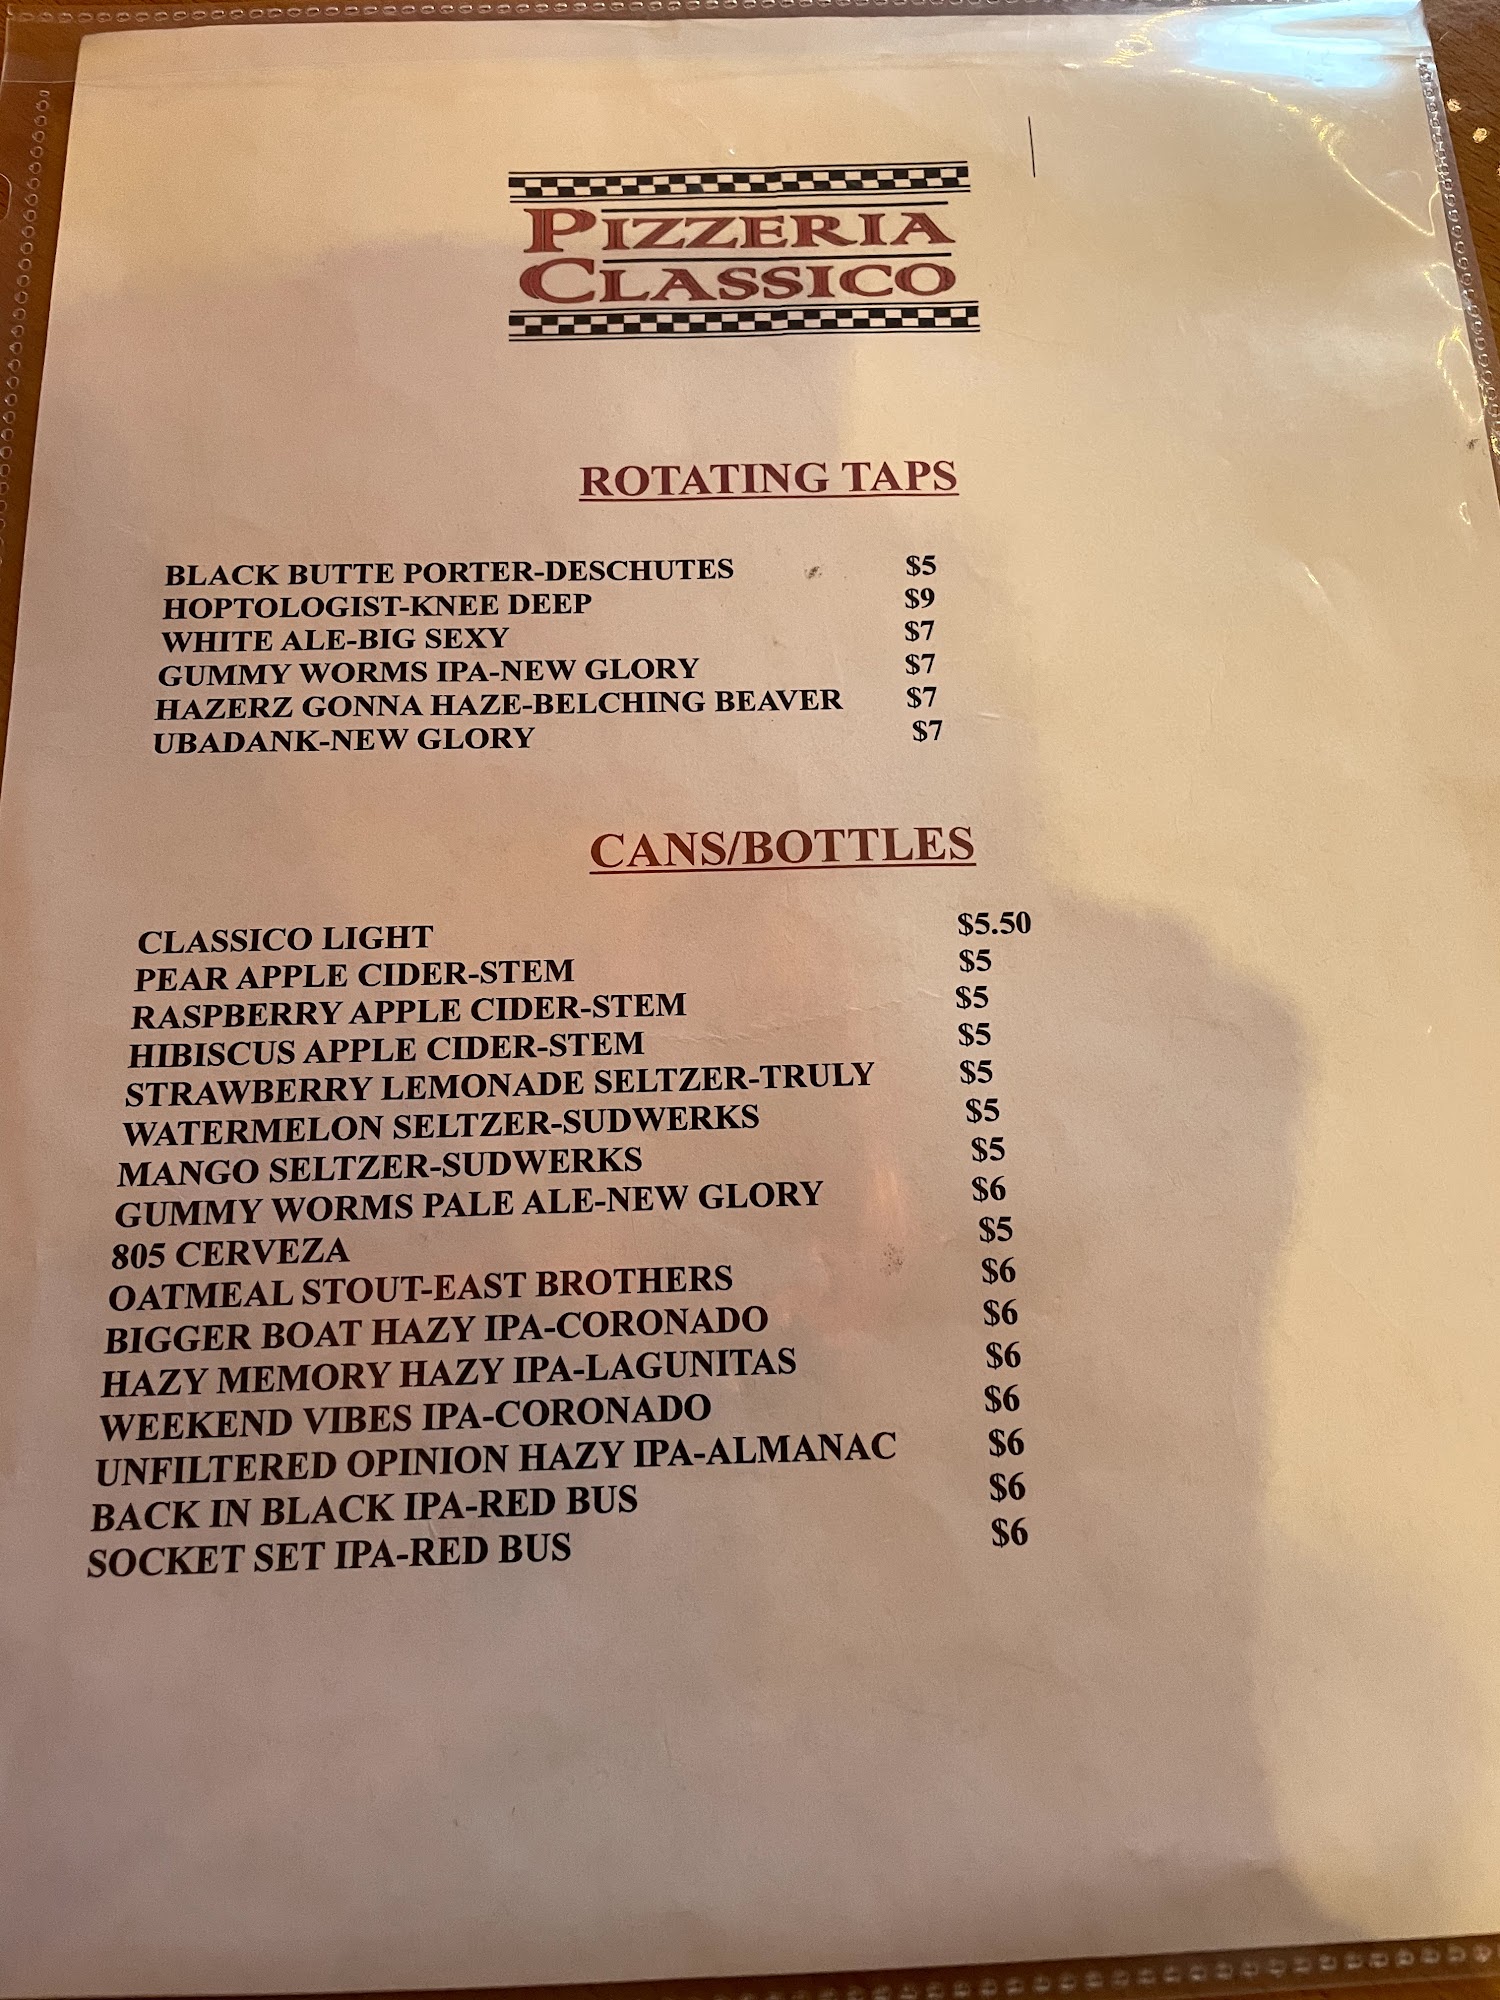 PIZZERIA
CLASSICO
ROTATING TAPS
BLACK BUTTE PORTER-DESCHUTES $5
HOPTOLOGIST-KNEE DEEP $9
WHITE ALE-BIG SEXY $7
GUMMY WORMS IPA-NEW GLORY $7
HAZERZ GONNA HAZE-BELCHING BEAVER $7
UBADANK-NEW GLORY $7
CANS/BOTTLES
CLASSICO LIGHT $5.50
PEAR APPLE CIDER-STEM $5
RASPBERRY APPLE CIDER-STEM $5
HIBISCUS APPLE CIDER-STEM $5
STRAWBERRY LEMONADE SELTZER-TRULY $5
WATERMELON SELTZER-SUDWERKS $5
MANGO SELTZER-SUDWERKS $5
GUMMY WORMS PALE ALE-NEW GLORY $6
805 CERVEZA $5
OATMEAL STOUT-EAST BROTHERS $6
BIGGER BOAT HAZY IPA-CORONADO $6
HAZY MEMORY HAZY IPA-LAGUNITAS $6
WEEKEND VIBES IPA-CORONADO $6
UNFILTERED OPINION HAZY IPA-ALMANAC $6
BACK IN BLACK IPA-RED BUS $6
SOCKET SET IPA-RED BUS $6